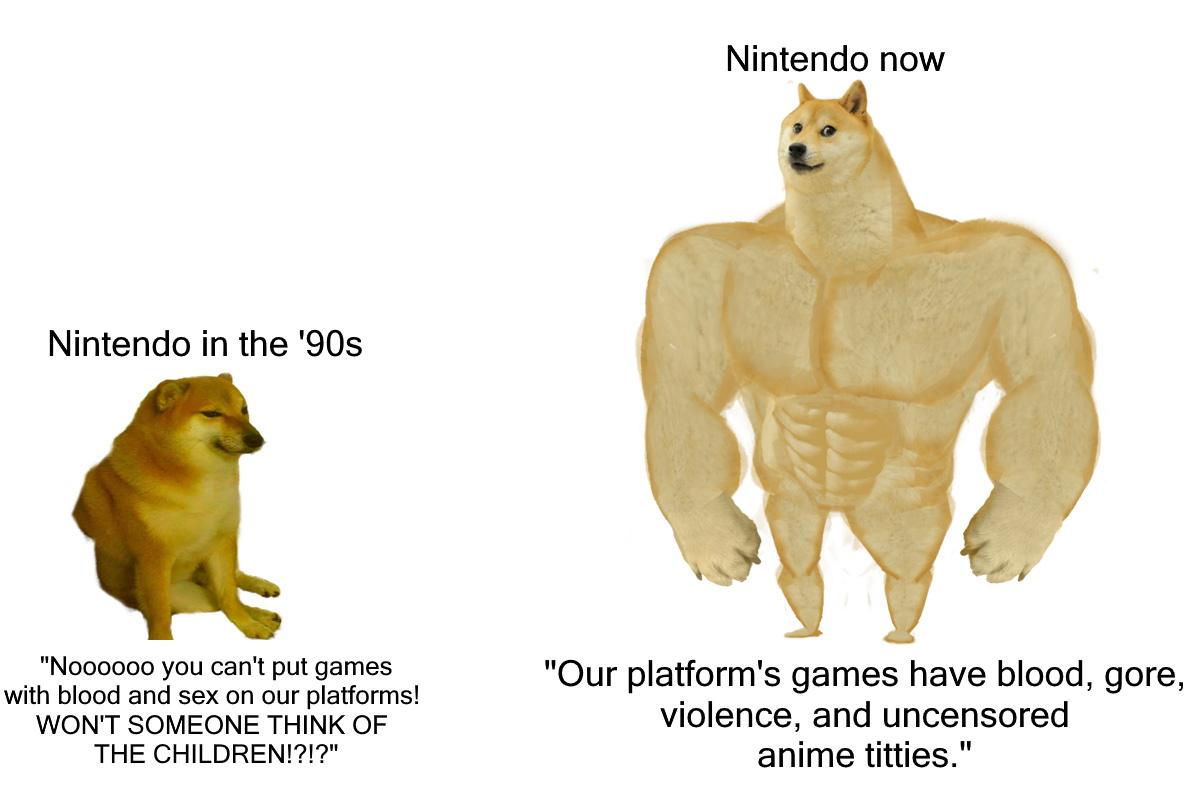 Nintendo now
Nintendo in the '90s
"Noooooo you can't put games
with blood and sex on our platforms!
WON'T SOMEONE THINK OF
THE CHILDREN!?!?"
"Our platform's games have blood, gore,
violence, and uncensored
anime titties."